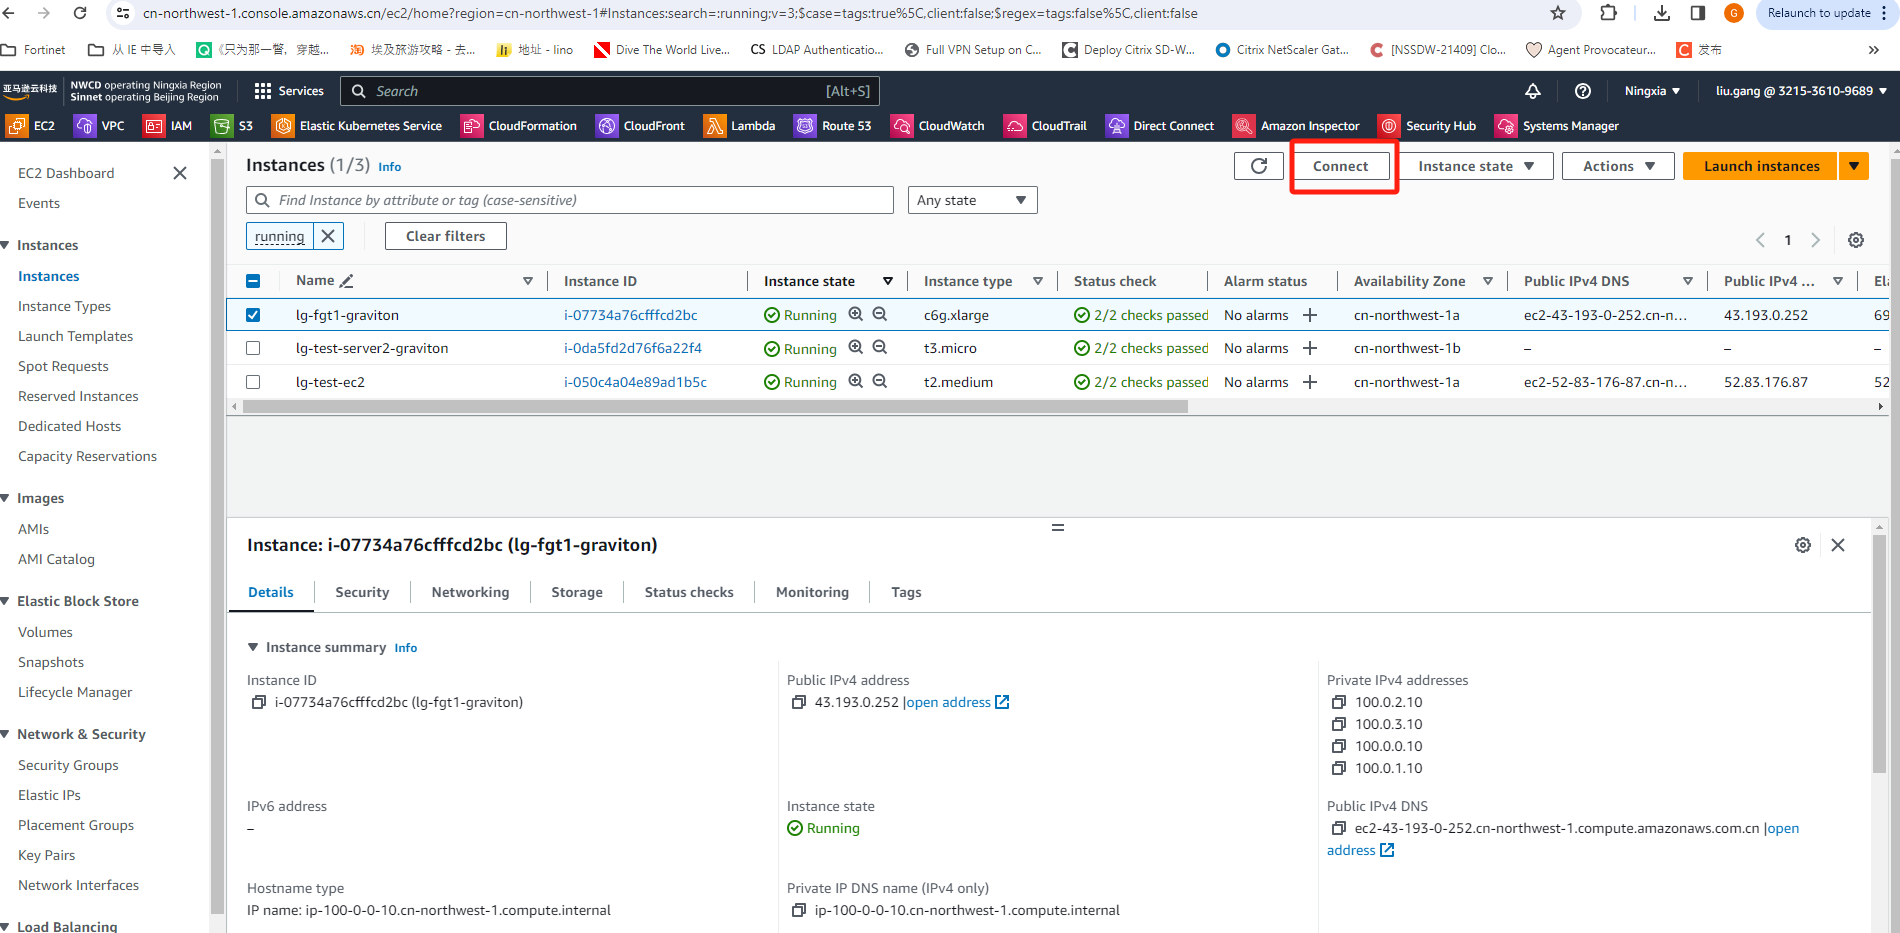 cn-northwest-1.console.amazonaws.cn/ec2/home?region=cn-northwest-1#Instances:search=:running;v=3;$case=tags:true%5C,client:false;$regex=tags:false%5C,client:false
G
Relaunch to update
Fortinet
从 IE 中导入
《只为那一瞥，穿越...
埃及旅游攻略 - 去...
地址 - lino
Dive The World Live...
CS LDAP Authenticatio...
Full VPN Setup on C...
Deploy Citrix SD-W...
Citrix NetScaler Gat...
[NSSDW-21409] Clo...
Agent Provocateur...
发布
亚马逊云科技
NWCD operating Ningxia Region
Sinnet operating Beijing Region
Services
Search
[Alt+S]
Ningxia
liu.gang @ 3215-3610-9689
EC2
VPC
IAM
S3
Elastic Kubernetes Service
CloudFormation
CloudFront
Lambda
Route 53
CloudWatch
CloudTrail
Direct Connect
Amazon Inspector
Security Hub
Systems Manager
EC2 Dashboard
Events
Instances
Instances
Instance Types
Launch Templates
Spot Requests
Reserved Instances
Dedicated Hosts
Capacity Reservations
Images
AMIs
AMI Catalog
Elastic Block Store
Volumes
Snapshots
Lifecycle Manager
Network & Security
Security Groups
Elastic IPs
Placement Groups
Key Pairs
Network Interfaces
Load Balancing
Instances (1/3) Info
Connect
Instance state
Actions
Launch instances
Find Instance by attribute or tag (case-sensitive)
Any state
running
Clear filters
1
Name Instance ID Instance state Instance type Status check Alarm status Availability Zone Public IPv4 DNS Public IPv4 ... Ela
lg-fgt1-graviton i-07734a76cfffcd2bc Running c6g.xlarge 2/2 checks passed No alarms + cn-northwest-1a ec2-43-193-0-252.cn-n... 43.193.0.252 69
lg-test-server2-graviton i-0da5fd2d76f6a22f4 Running t3.micro 2/2 checks passed No alarms + cn-northwest-1b – – –
lg-test-ec2 i-050c4a04e89ad1b5c Running t2.medium 2/2 checks passed No alarms + cn-northwest-1a ec2-52-83-176-87.cn-n... 52.83.176.87 52
Instance: i-07734a76cfffcd2bc (lg-fgt1-graviton)
Details
Security
Networking
Storage
Status checks
Monitoring
Tags
Instance summary Info
Instance ID
i-07734a76cfffcd2bc (lg-fgt1-graviton)
Public IPv4 address
43.193.0.252 |open address
Private IPv4 addresses
100.0.2.10
100.0.3.10
100.0.0.10
100.0.1.10
IPv6 address
–
Instance state
Running
Public IPv4 DNS
ec2-43-193-0-252.cn-northwest-1.compute.amazonaws.com.cn |open
address
Hostname type
IP name: ip-100-0-0-10.cn-northwest-1.compute.internal
Private IP DNS name (IPv4 only)
ip-100-0-0-10.cn-northwest-1.compute.internal